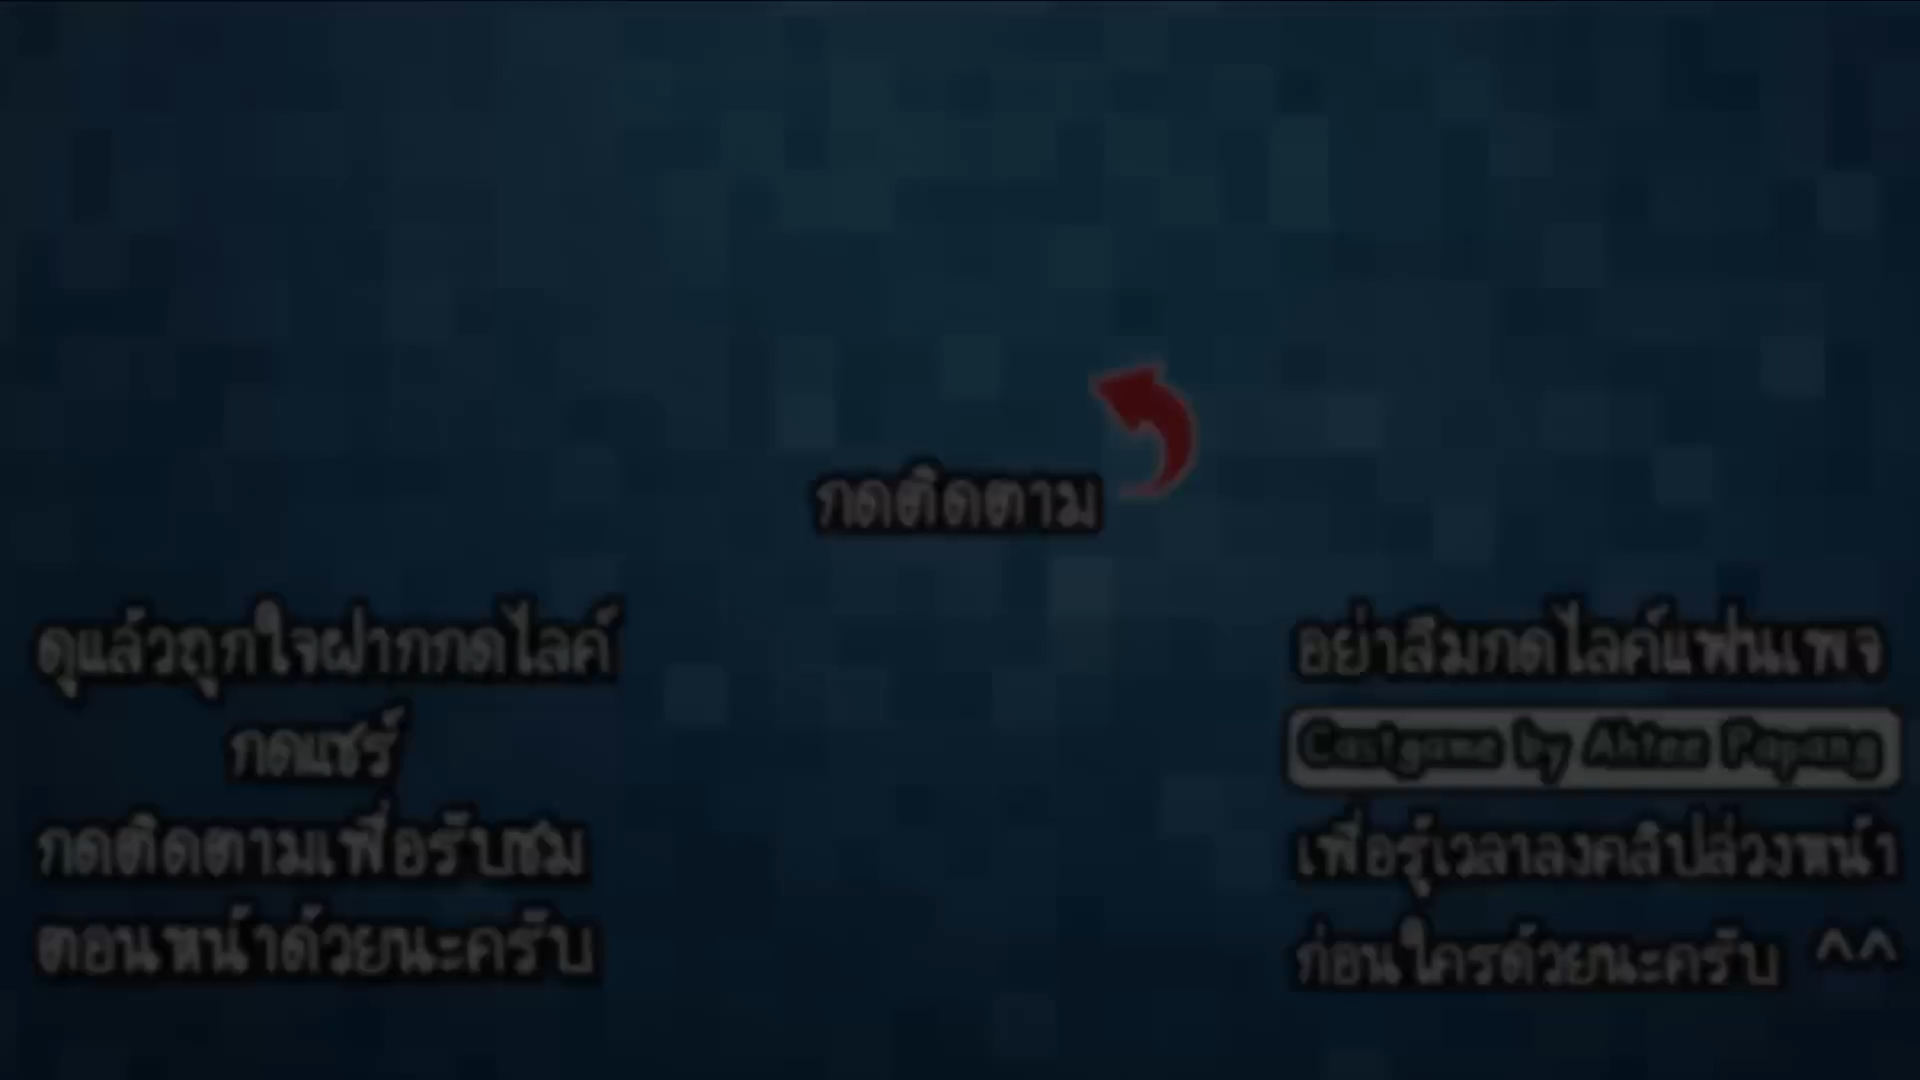 กดติดตาม
ดูแล้วถูกใจฝากกดไลค์
กดแชร์
กดติดตามเพื่อรับชม
ตอนหน้าด้วยนะครับ
อย่าลืมกดไลค์แฟนเพจ
Castgame by Ahtee Papang
เพื่อรู้เวลาลงคลิปล่วงหน้า
ก่อนใครด้วยนะครับ ^^